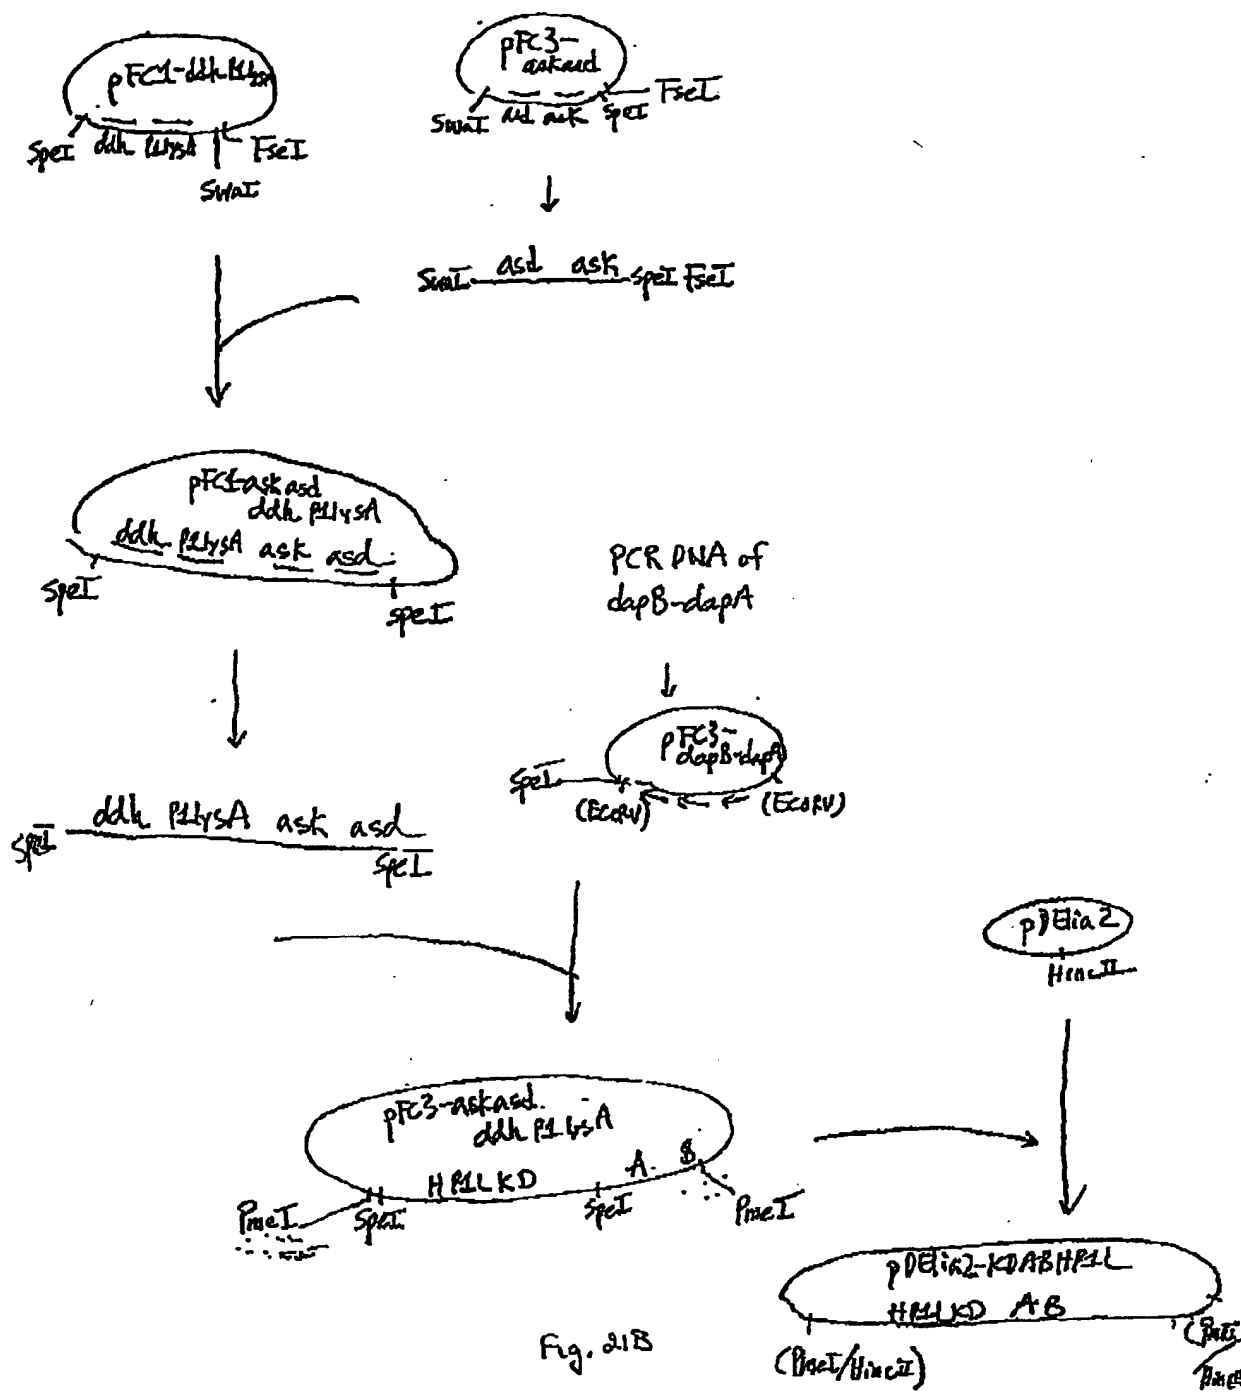 pFC1-ddh P1lysA
SpeI ddh P1lysA FseI
SwaI
pFC3-
askasd
SwaI asd ask SpeI FseI
SwaI asd ask SpeI FseI
pFC1-ask asd
ddh P1lysA
ddh P1lysA ask asd
SpeI
SpeI
PCR DNA of
dapB-dapA
pFC3-
dapB-dapA
SpeI
(EcoRV) (EcoRV)
SpeI ddh P1lysA ask asd
SpeI
pDElia2
HincII
pFC3-askasd
ddh P1lysA
HP1LKD A B
PmeI SpeI SpeI PmeI
pDElia2-KDABHP1L
HP1LKD AB
(PmeI/HincII)
Fig. 21B